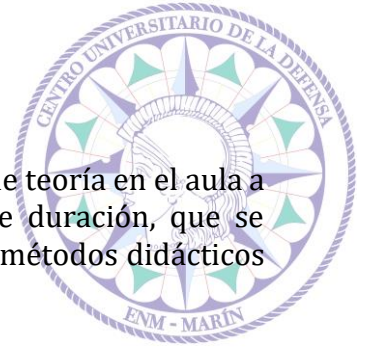 CENTRO UNIVERSITARIO DE LA DEFENSA
e teoría en el aula a
e duración, que se
métodos didácticos
ENM - MARÍN